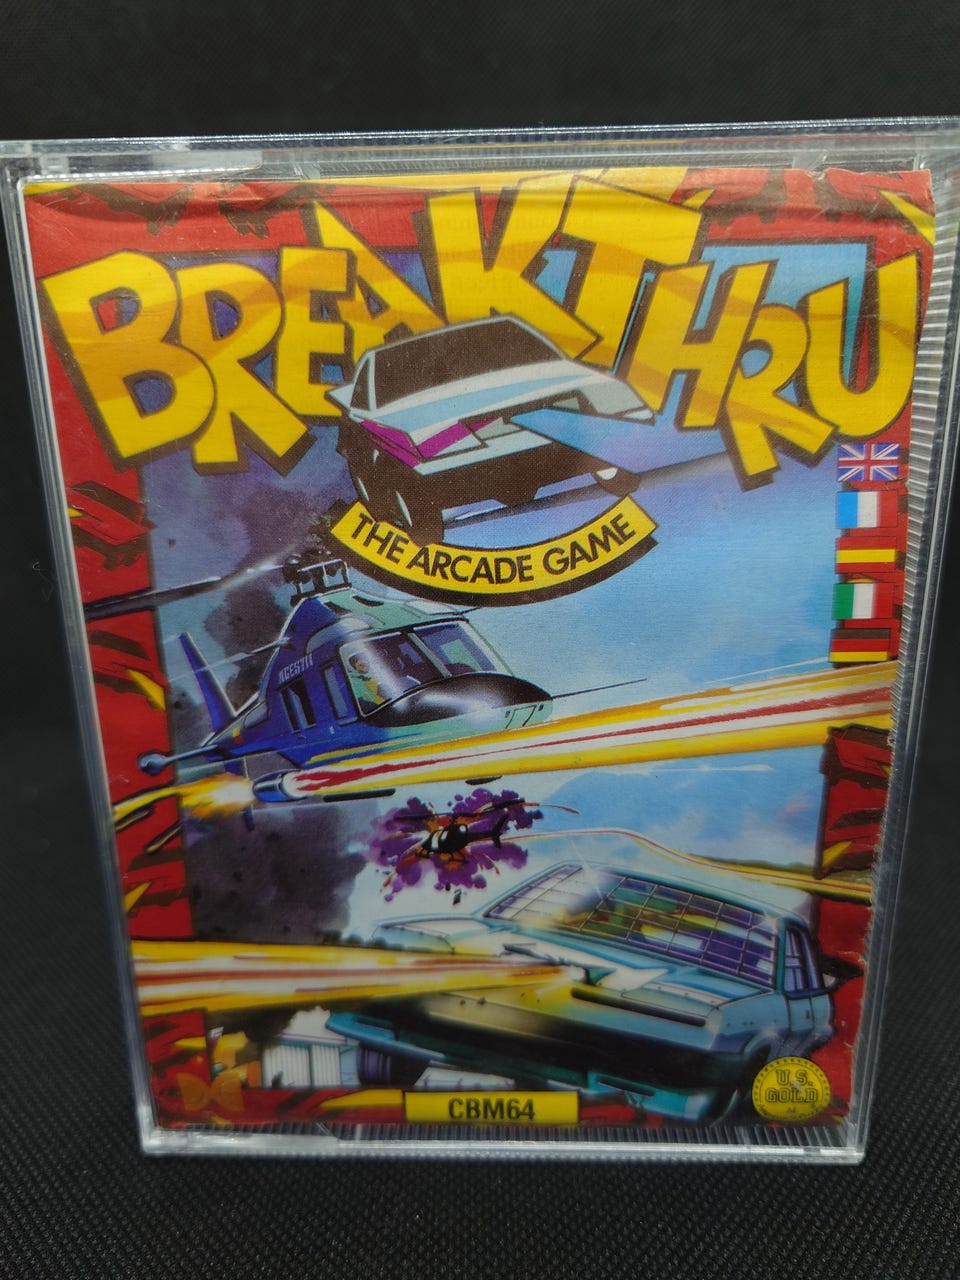 BREAKTHRU
THE ARCADE GAME
U.S.
GOLD
CBM64